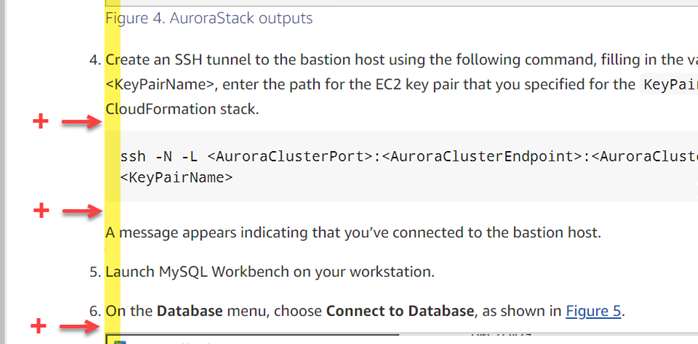 Figure 4. AuroraStack outputs
4. Create an SSH tunnel to the bastion host using the following command, filling in the
<KeyPairName>, enter the path for the EC2 key pair that you specified for the
CloudFormation stack.
+
ssh -N -L <AuroraClusterPort>:<AuroraClusterEndpoint>:
<KeyPairName>
+
A message appears indicating that you’ve connected to the bastion host.
5. Launch MySQL Workbench on your workstation.
6. On the Database menu, choose Connect to Database, as shown in Figure 5.
+